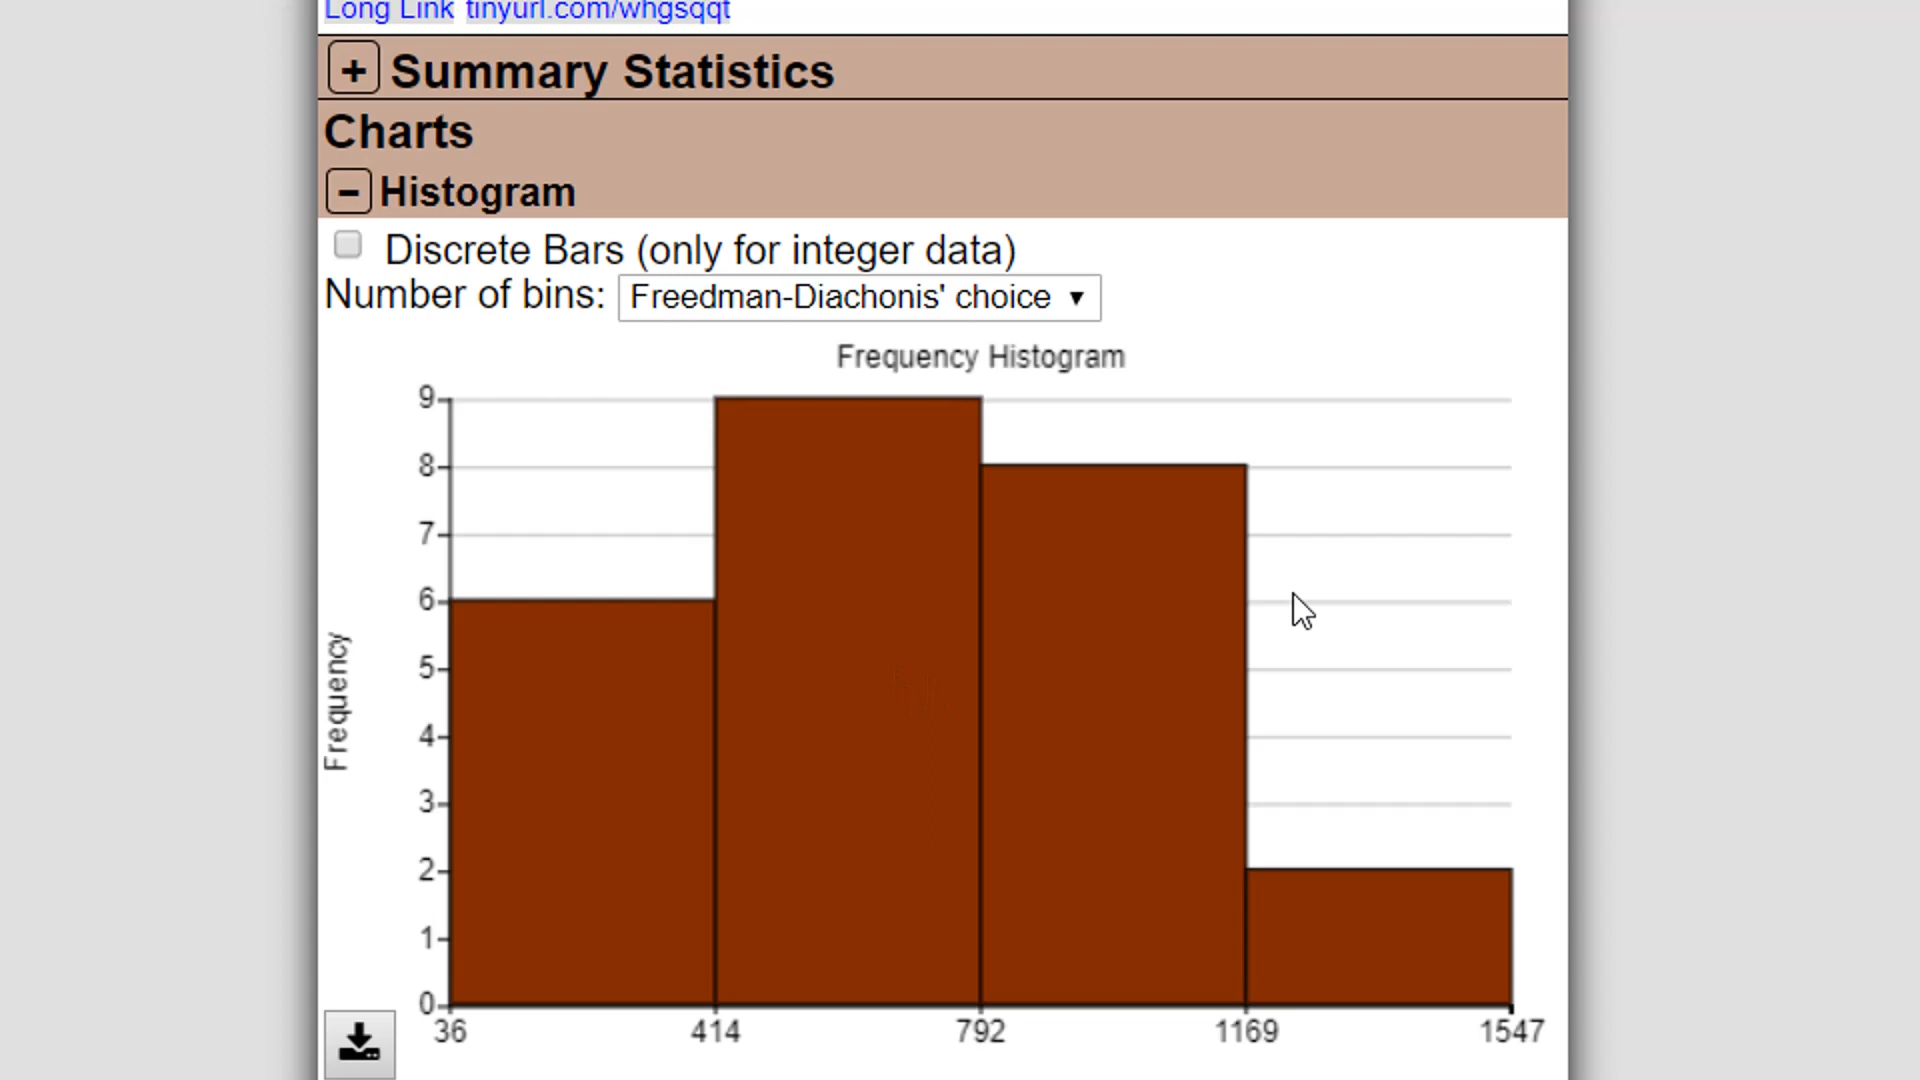 Long Link tinyurl.com/whgsqqt
+ Summary Statistics
Charts
− Histogram
Discrete Bars (only for integer data)
Number of bins: Freedman-Diachonis' choice ▼
Frequency Histogram
9
8
7
6
5
4
3
2
1
0
Frequency
36 414 792 1169 1547